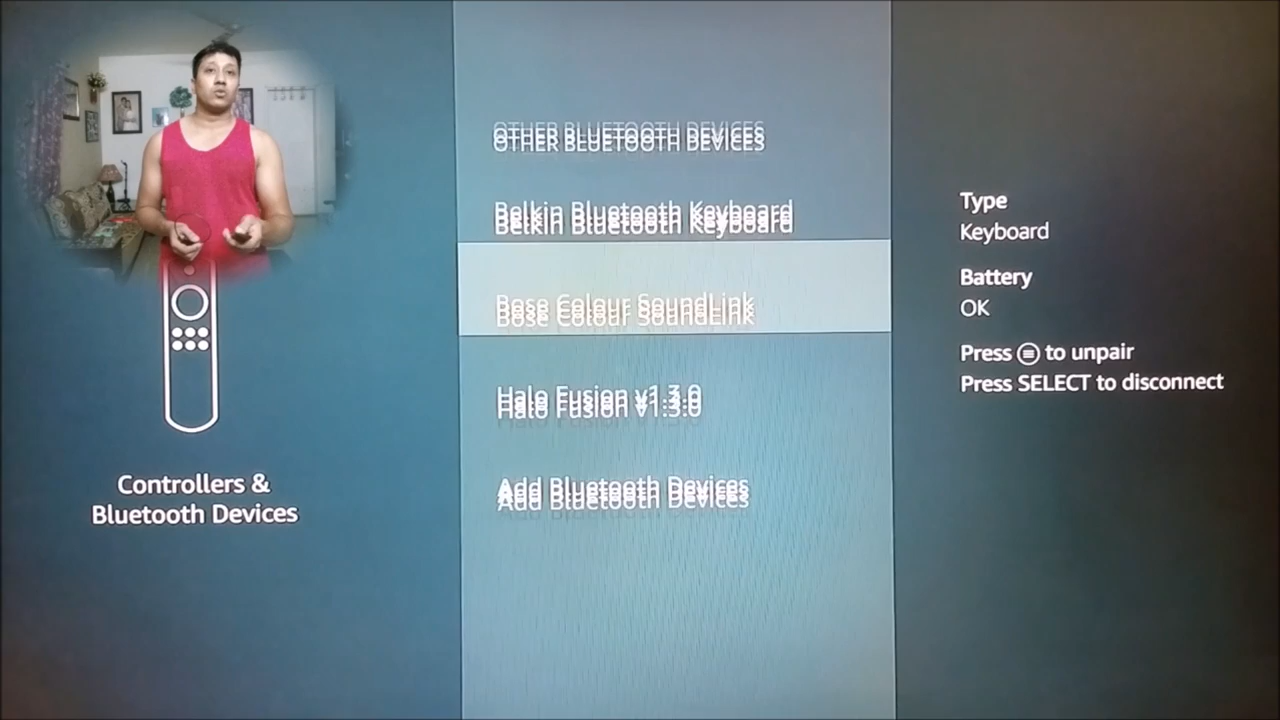 Controllers &
Bluetooth Devices
OTHER BLUETOOTH DEVICES
Belkin Bluetooth Keyboard
Bose Colour SoundLink
Halo Fusion v1.3.0
Add Bluetooth Devices
Type
Keyboard
Battery
OK
Press to unpair
Press SELECT to disconnect